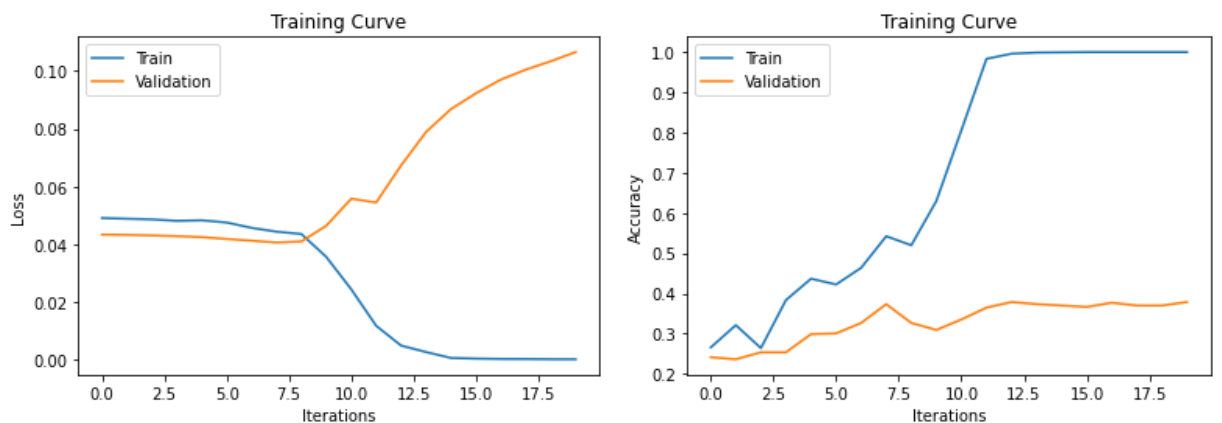 Training Curve
Train
Validation
0.10
0.08
0.06
0.04
0.02
0.00
Loss
0.0 2.5 5.0 7.5 10.0 12.5 15.0 17.5
Iterations
Training Curve
Train
Validation
1.0
0.9
0.8
0.7
0.6
0.5
0.4
0.3
0.2
Accuracy
0.0 2.5 5.0 7.5 10.0 12.5 15.0 17.5
Iterations